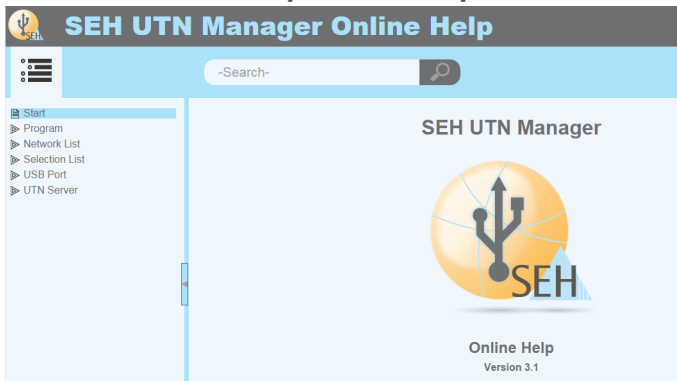 SEH UTN Manager Online Help
SEH
-Search-
Start
Program
Network List
Selection List
USB Port
UTN Server
SEH UTN Manager
SEH
Online Help
Version 3.1